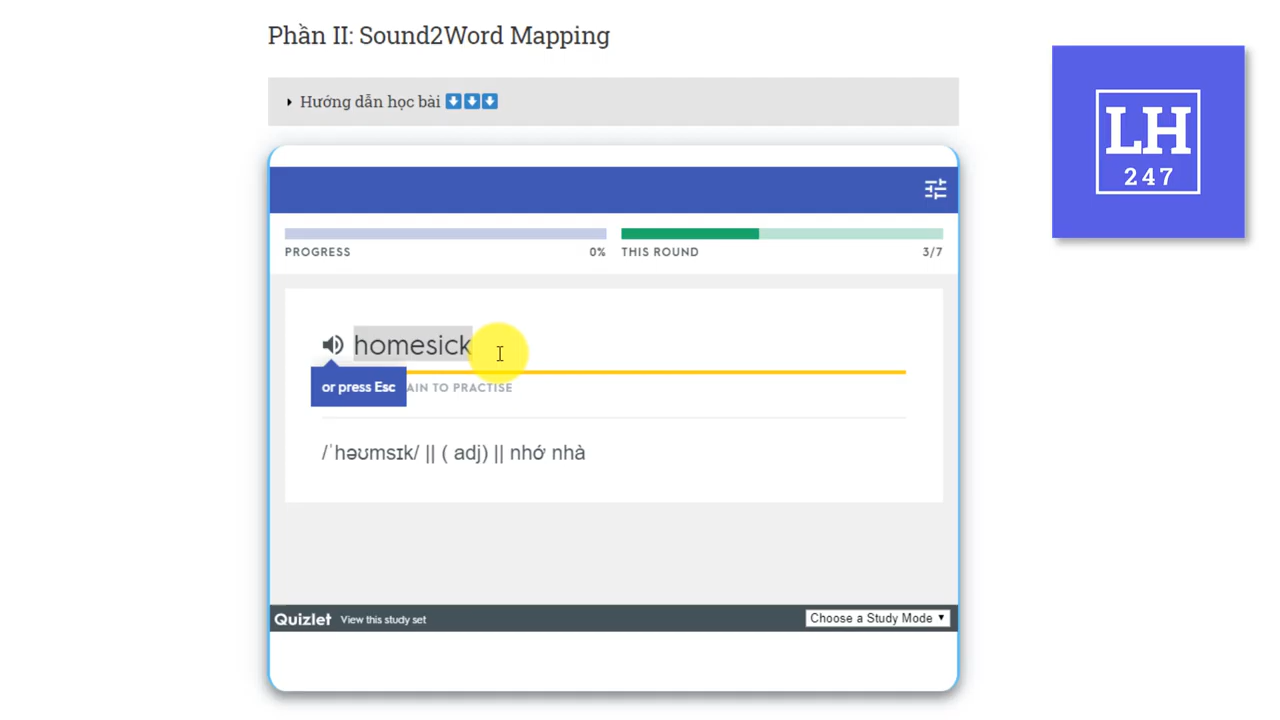 Phần II: Sound2Word Mapping
Hướng dẫn học bài
LH
247
PROGRESS 0% THIS ROUND 3/7
homesick
or press Esc
AIN TO PRACTISE
/ˈhəʊmsɪk/ || ( adj) || nhớ nhà
Quizlet View this study set Choose a Study Mode